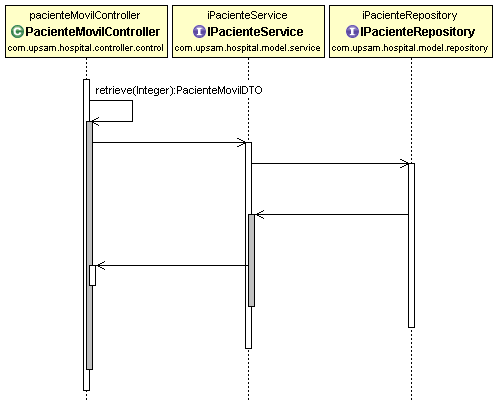 pacienteMovilController
C PacienteMovilController
com.upsam.hospital.controller.control
iPacienteService
I IPacienteService
com.upsam.hospital.model.service
iPacienteRepository
I IPacienteRepository
com.upsam.hospital.model.repository
retrieve(Integer):PacienteMovilDTO